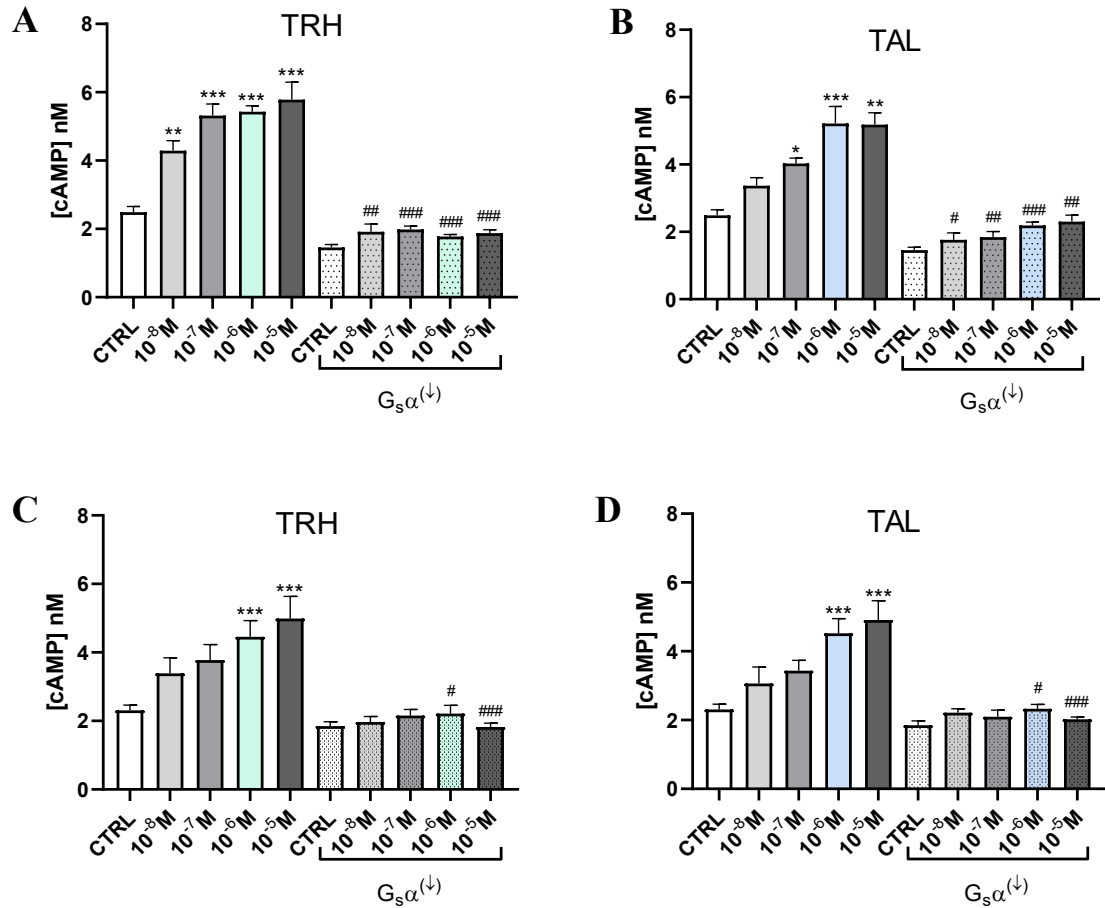 A
TRH
[cAMP] nM
8
6
4
2
0
**
***
***
***
##
###
###
###
CTRL
10⁻⁸M
10⁻⁷M
10⁻⁶M
10⁻⁵M
CTRL
10⁻⁸M
10⁻⁷M
10⁻⁶M
10⁻⁵M
Gₛα⁽↓⁾
B
TAL
[cAMP] nM
8
6
4
2
0
*
***
**
#
##
###
##
CTRL
10⁻⁸M
10⁻⁷M
10⁻⁶M
10⁻⁵M
CTRL
10⁻⁸M
10⁻⁷M
10⁻⁶M
10⁻⁵M
Gₛα⁽↓⁾
C
TRH
[cAMP] nM
8
6
4
2
0
***
***
#
###
CTRL
10⁻⁸M
10⁻⁷M
10⁻⁶M
10⁻⁵M
CTRL
10⁻⁸M
10⁻⁷M
10⁻⁶M
10⁻⁵M
Gₛα⁽↓⁾
D
TAL
[cAMP] nM
8
6
4
2
0
***
***
#
###
CTRL
10⁻⁸M
10⁻⁷M
10⁻⁶M
10⁻⁵M
CTRL
10⁻⁸M
10⁻⁷M
10⁻⁶M
10⁻⁵M
Gₛα⁽↓⁾